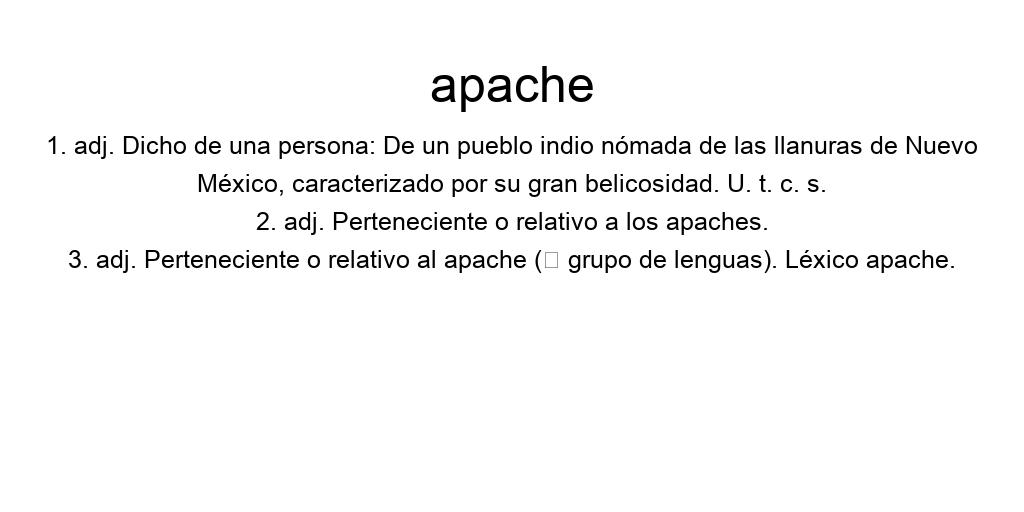 apache
1. adj. Dicho de una persona: De un pueblo indio nómada de las llanuras de Nuevo
México, caracterizado por su gran belicosidad. U. t. c. s.
2. adj. Perteneciente o relativo a los apaches.
3. adj. Perteneciente o relativo al apache (□ grupo de lenguas). Léxico apache.